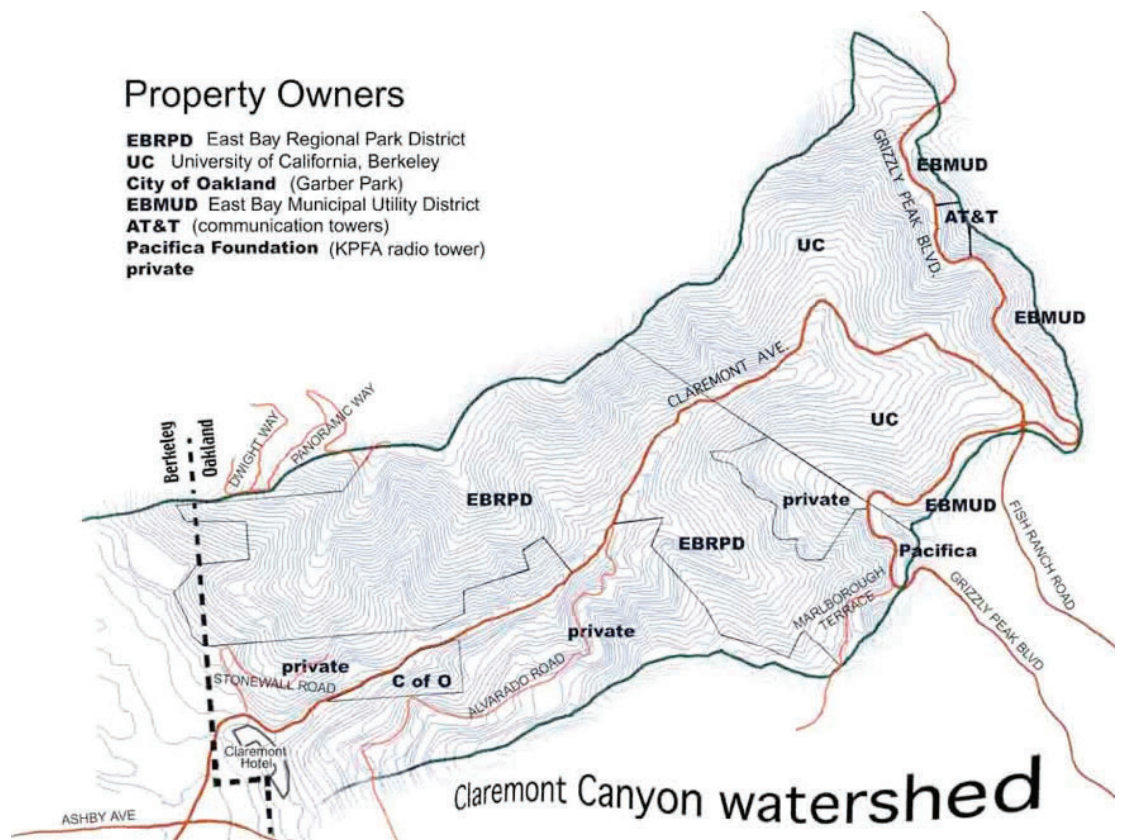 Property Owners
EBRPD East Bay Regional Park District
UC University of California, Berkeley
City of Oakland (Garber Park)
EBMUD East Bay Municipal Utility District
AT&T (communication towers)
Pacifica Foundation (KPFA radio tower)
private
GRIZZLY PEAK BLVD.
EBMUD
AT&T
UC
EBMUD
CLAREMONT AVE.
UC
Berkeley
Oakland
DWIGHT WAY
PANORAMIC WAY
EBRPD
private
EBMUD
FISH RANCH ROAD
EBRPD
Pacifica
MARLBOROUGH
TERRACE
GRIZZLY PEAK BLVD
private
private
STONEWALL ROAD
C of O
ALVARADO ROAD
Claremont
Hotel
ASHBY AVE
Claremont Canyon watershed